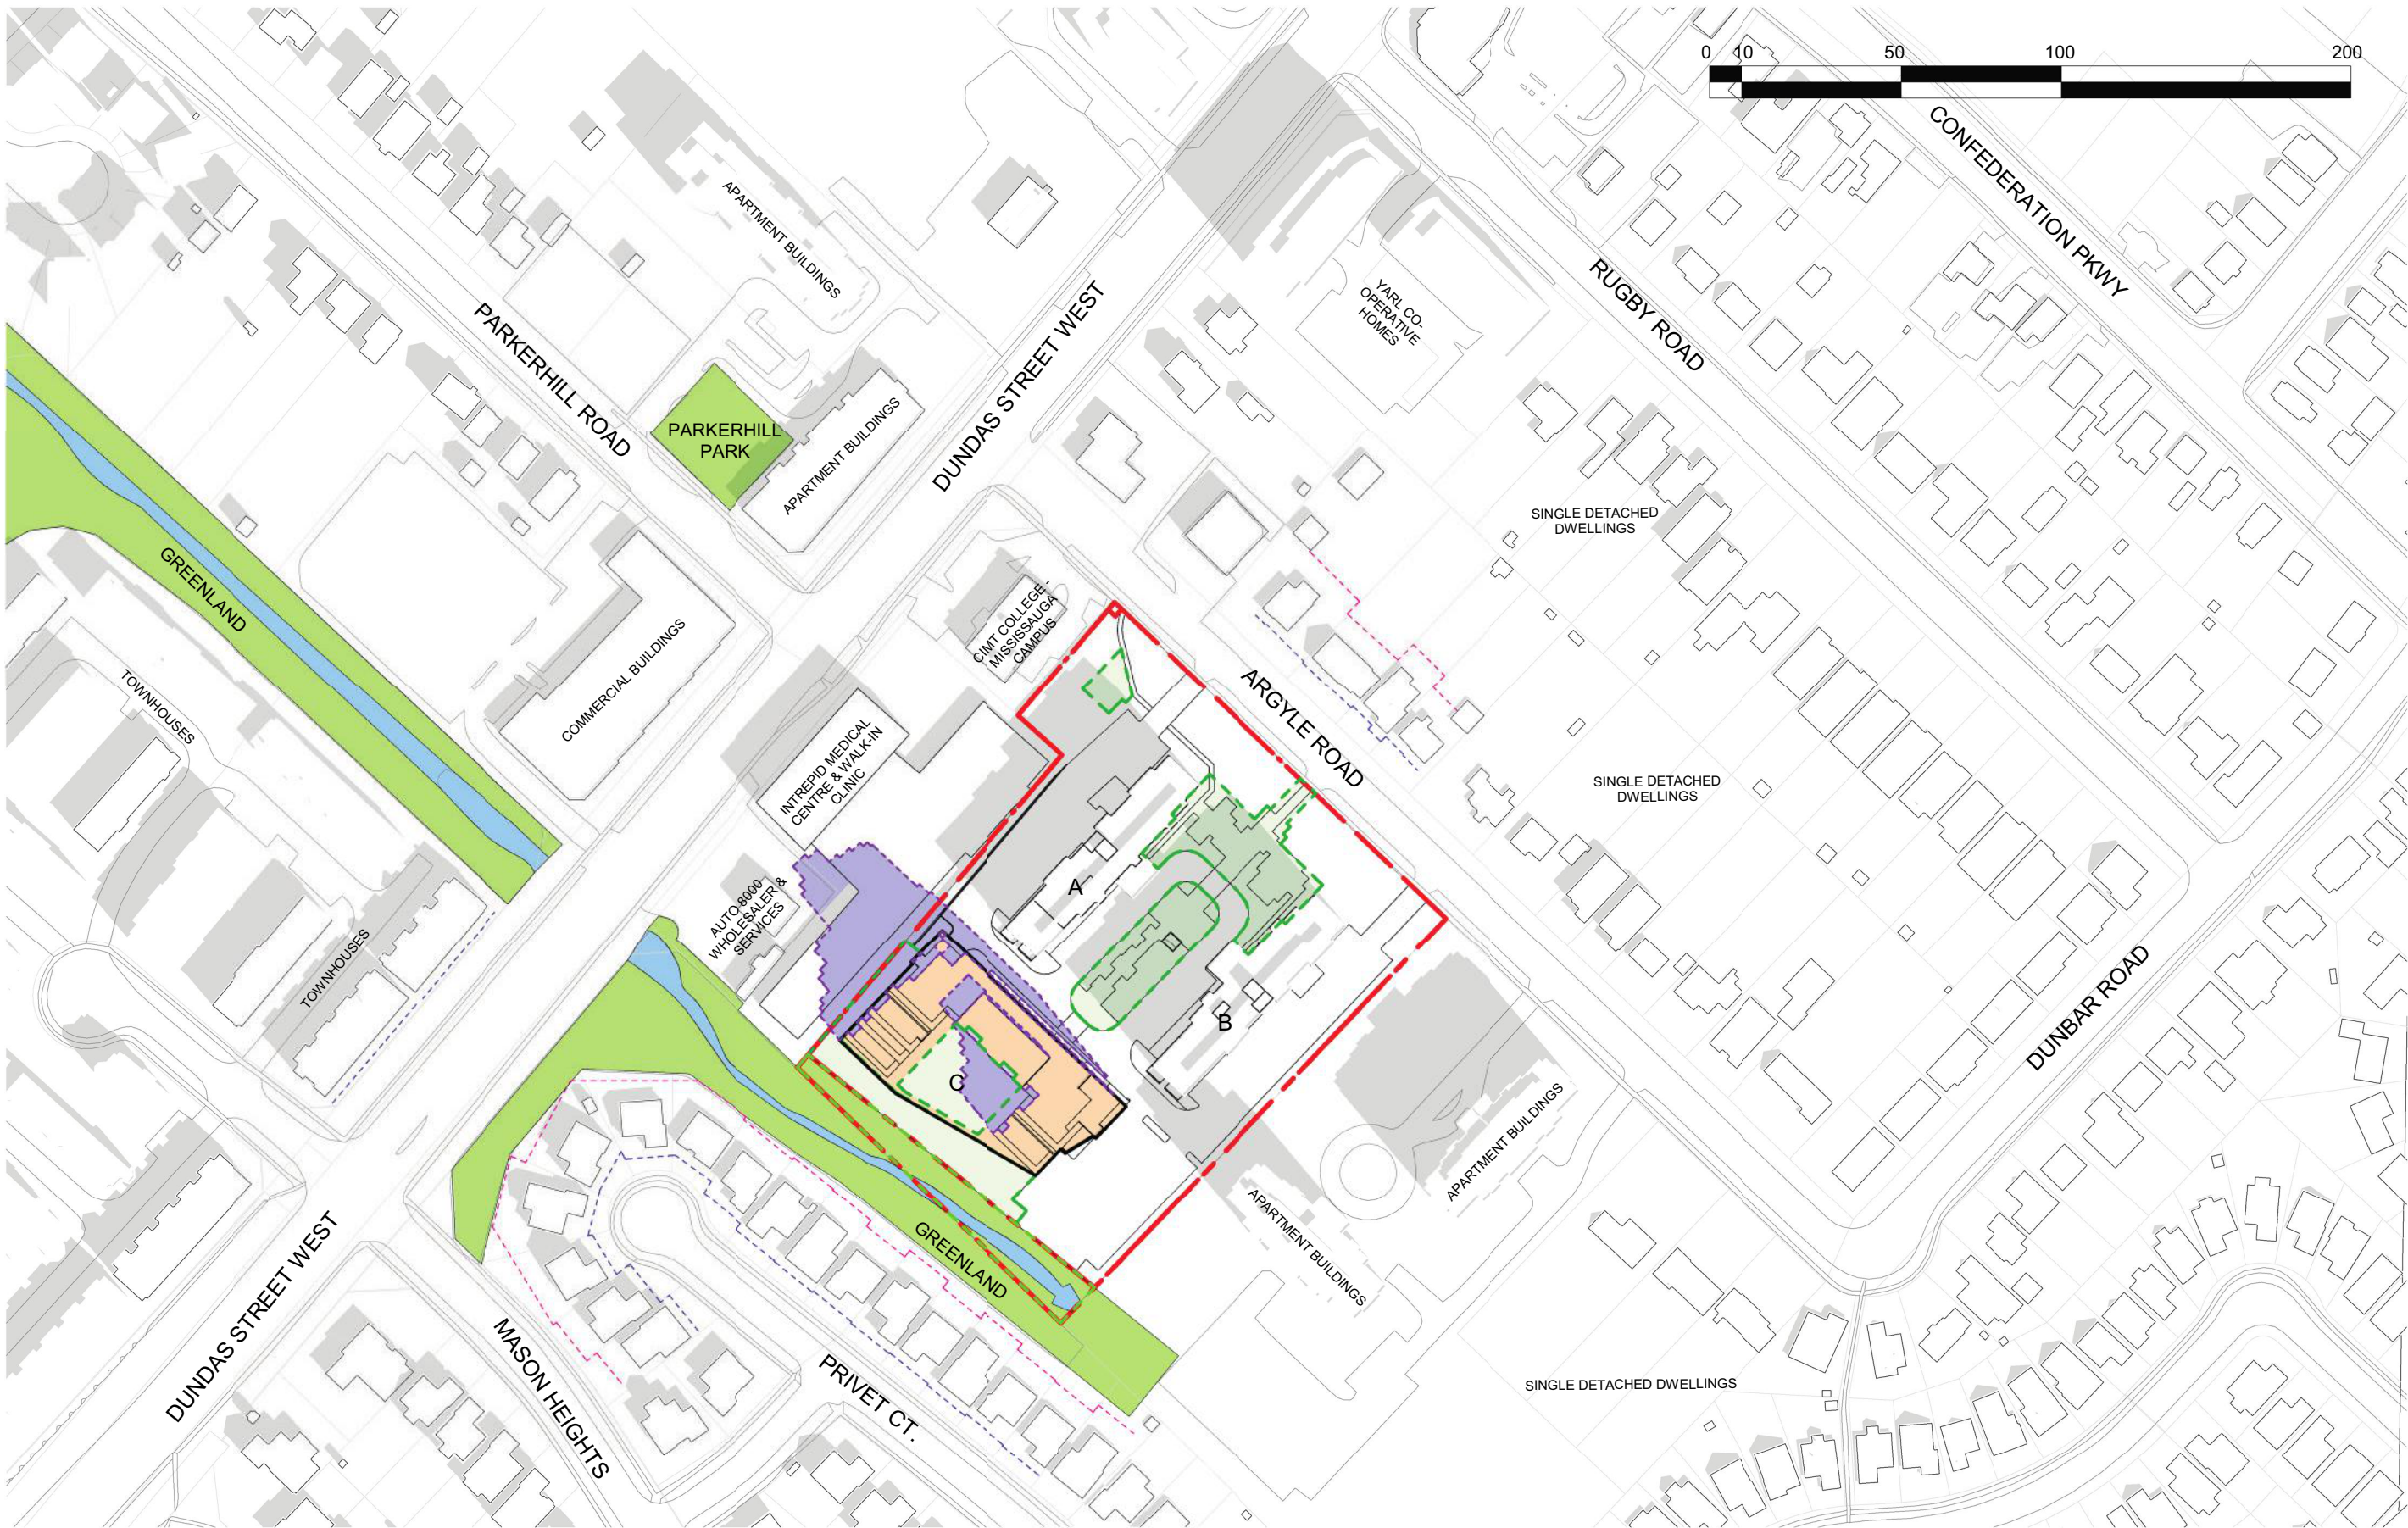 0 10 50 100 200
CONFEDERATION PKWY
APARTMENT BUILDINGS
RUGBY ROAD
YARL CO-
OPERATIVE
HOMES
PARKERHILL ROAD
DUNDAS STREET WEST
PARKERHILL
PARK
APARTMENT BUILDINGS
SINGLE DETACHED
DWELLINGS
GREENLAND
CIMT COLLEGE -
MISSISSAUGA
CAMPUS
COMMERCIAL BUILDINGS
TOWNHOUSES
ARGYLE ROAD
INTREPID MEDICAL
CENTRE & WALK-IN
CLINIC
SINGLE DETACHED
DWELLINGS
A
AUTO 8000
WHOLESALER &
SERVICES
TOWNHOUSES
B
DUNBAR ROAD
C
APARTMENT BUILDINGS
APARTMENT BUILDINGS
GREENLAND
DUNDAS STREET WEST
MASON HEIGHTS
PRIVET CT.
SINGLE DETACHED DWELLINGS